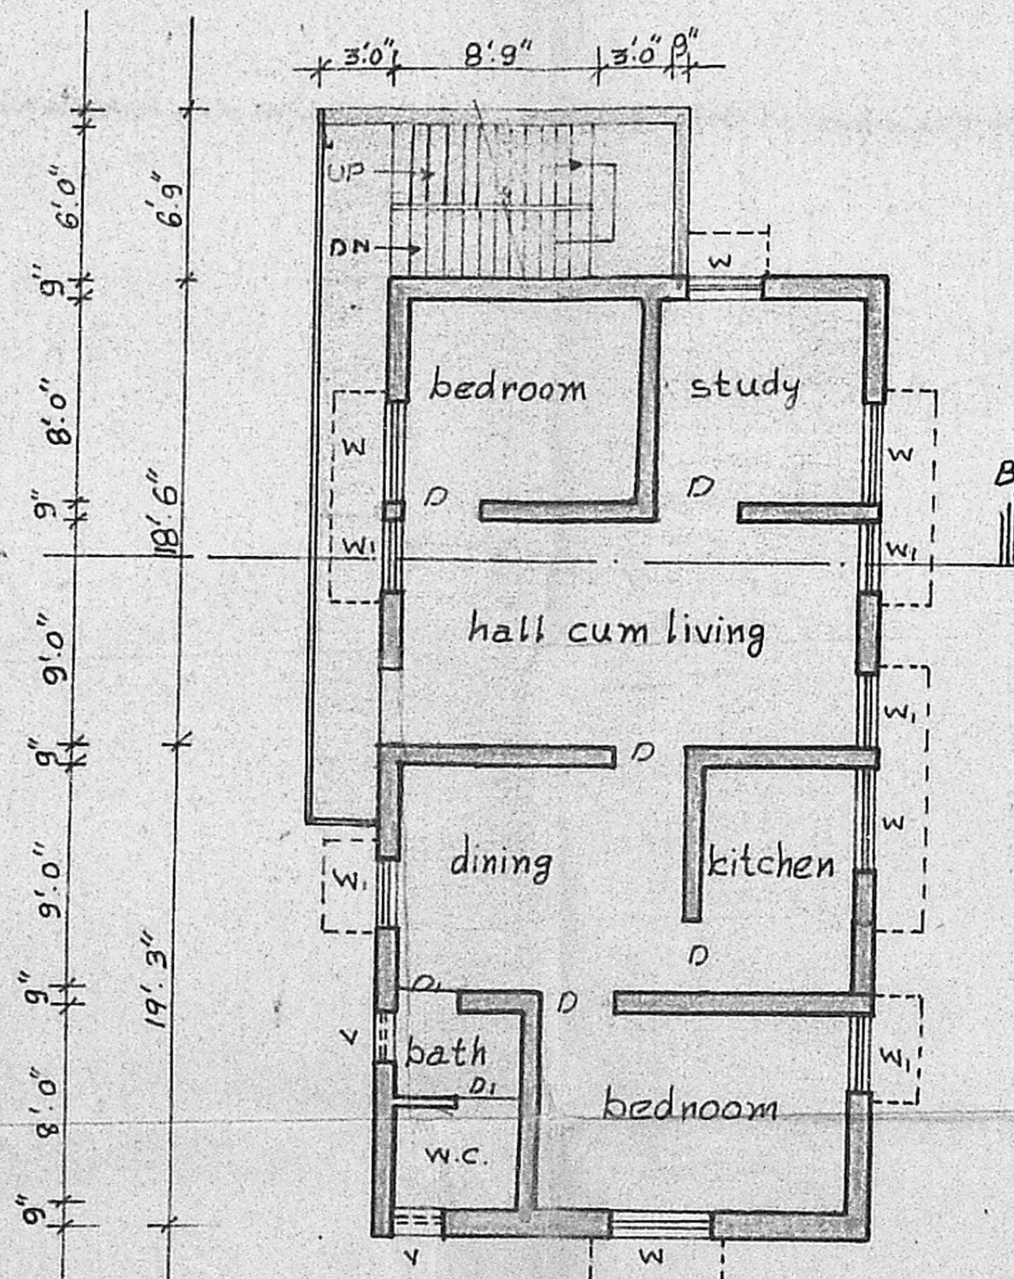 3'0" 8'9" 3'0" 9"
6'0" 6'9"
UP
DN
9"
W
bedroom study
8'0"
W W
D D
9"
18'6"
W1 W1
B
hall cum living
9'0"
W1
9" D
W
dining kitchen
W1
9'0"
19'3"
D
9" D1 D
V bath W1
D1
8'0" bedroom
w.c.
9"
V W